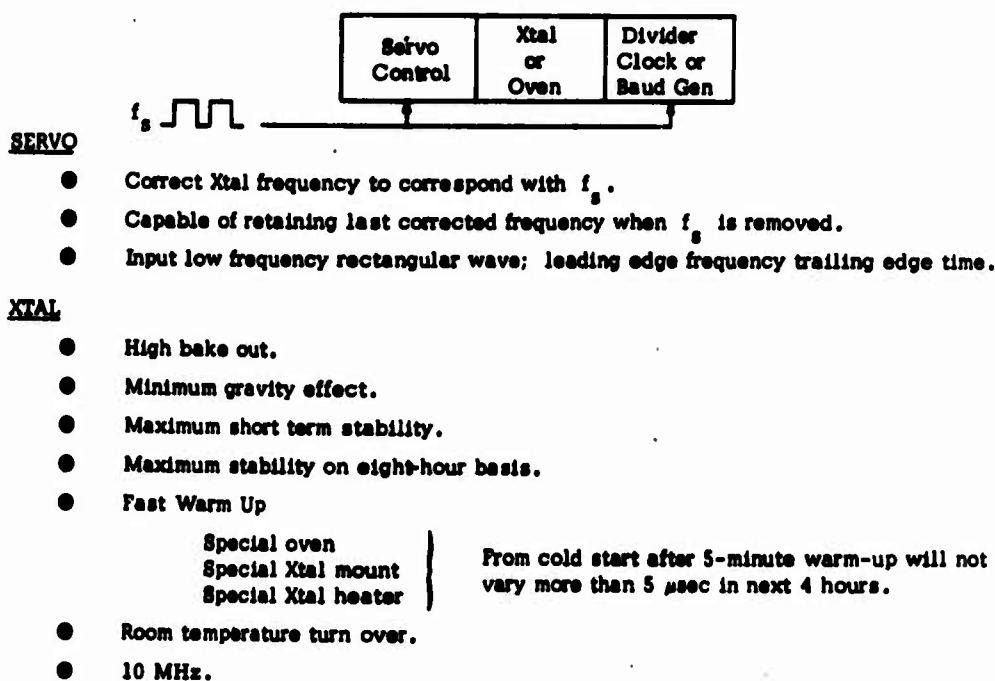 Servo
Control
Xtal
or
Oven
Divider
Clock or
Baud Gen
f_s
SERVO
● Correct Xtal frequency to correspond with f_s.
● Capable of retaining last corrected frequency when f_s is removed.
● Input low frequency rectangular wave; leading edge frequency trailing edge time.
XTAL
● High bake out.
● Minimum gravity effect.
● Maximum short term stability.
● Maximum stability on eight-hour basis.
● Fast Warm Up
Special oven
Special Xtal mount
Special Xtal heater
From cold start after 5-minute warm-up will not
vary more than 5 µsec in next 4 hours.
● Room temperature turn over.
● 10 MHz.